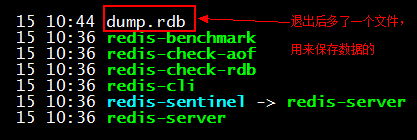 15 10:44 dump.rdb 退出后多了一个文件,
15 10:36 redis-benchmark 用来保存数据的
15 10:36 redis-check-aof
15 10:36 redis-check-rdb
15 10:36 redis-cli
15 10:36 redis-sentinel -> redis-server
15 10:36 redis-server